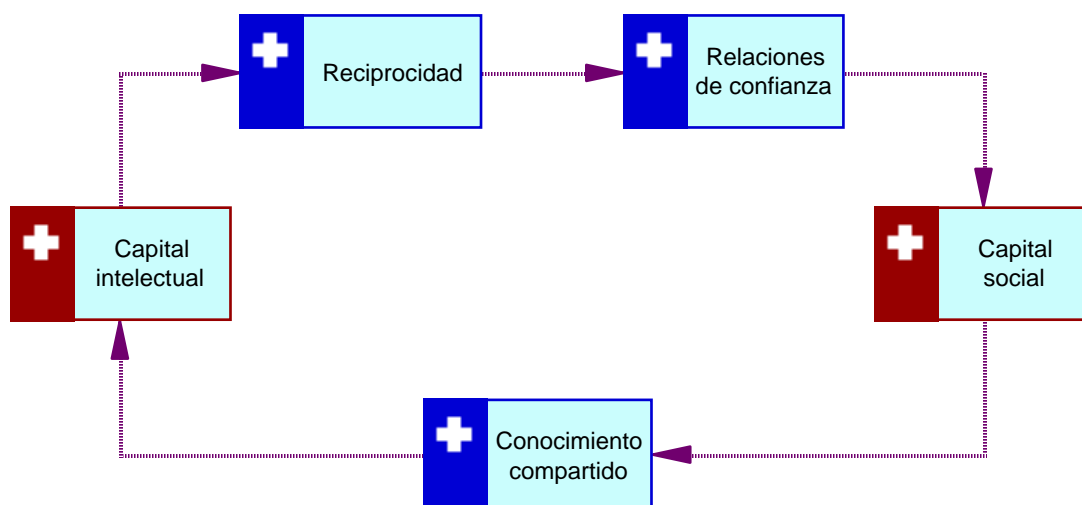 Reciprocidad
Relaciones
de confianza
Capital
intelectual
Capital
social
Conocimiento
compartido